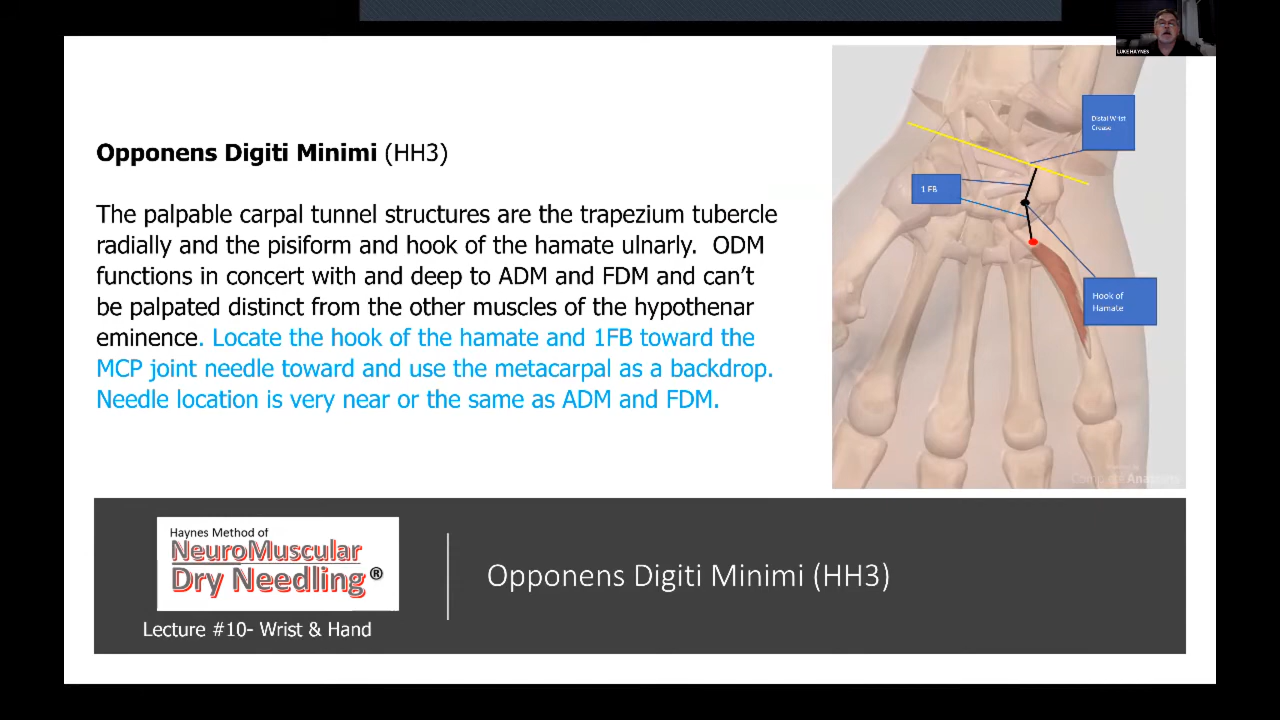 LUKE HAYNES
Opponens Digiti Minimi (HH3)
The palpable carpal tunnel structures are the trapezium tubercle
radially and the pisiform and hook of the hamate ulnarly.  ODM
functions in concert with and deep to ADM and FDM and can’t
be palpated distinct from the other muscles of the hypothenar
eminence. Locate the hook of the hamate and 1FB toward the
MCP joint needle toward and use the metacarpal as a backdrop.
Needle location is very near or the same as ADM and FDM.
Distal Wrist
Crease
1 FB
Hook of
Hamate
Complete Anatomy
Haynes Method of
NeuroMuscular
Dry Needling®
Lecture #10- Wrist & Hand
Opponens Digiti Minimi (HH3)